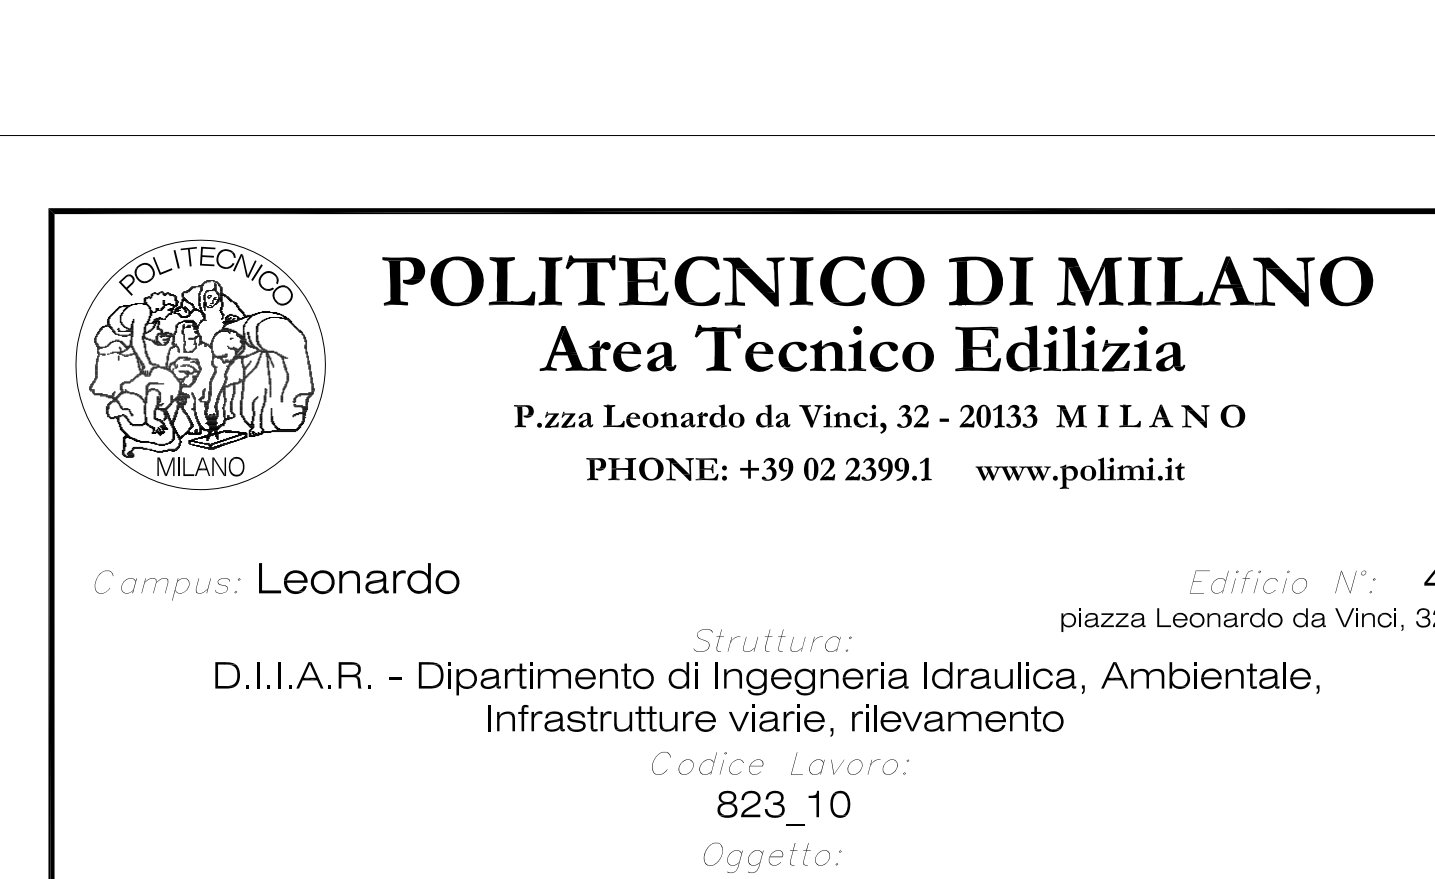 POLITECNICO
MILANO
POLITECNICO DI MILANO
Area Tecnico Edilizia
P.zza Leonardo da Vinci, 32 - 20133 M I L A N O
PHONE: +39 02 2399.1 www.polimi.it
Campus: Leonardo
Edificio N°:
piazza Leonardo da Vinci, 32
Struttura:
D.I.I.A.R. - Dipartimento di Ingegneria Idraulica, Ambientale,
Infrastrutture viarie, rilevamento
Codice Lavoro:
823_10
Oggetto: